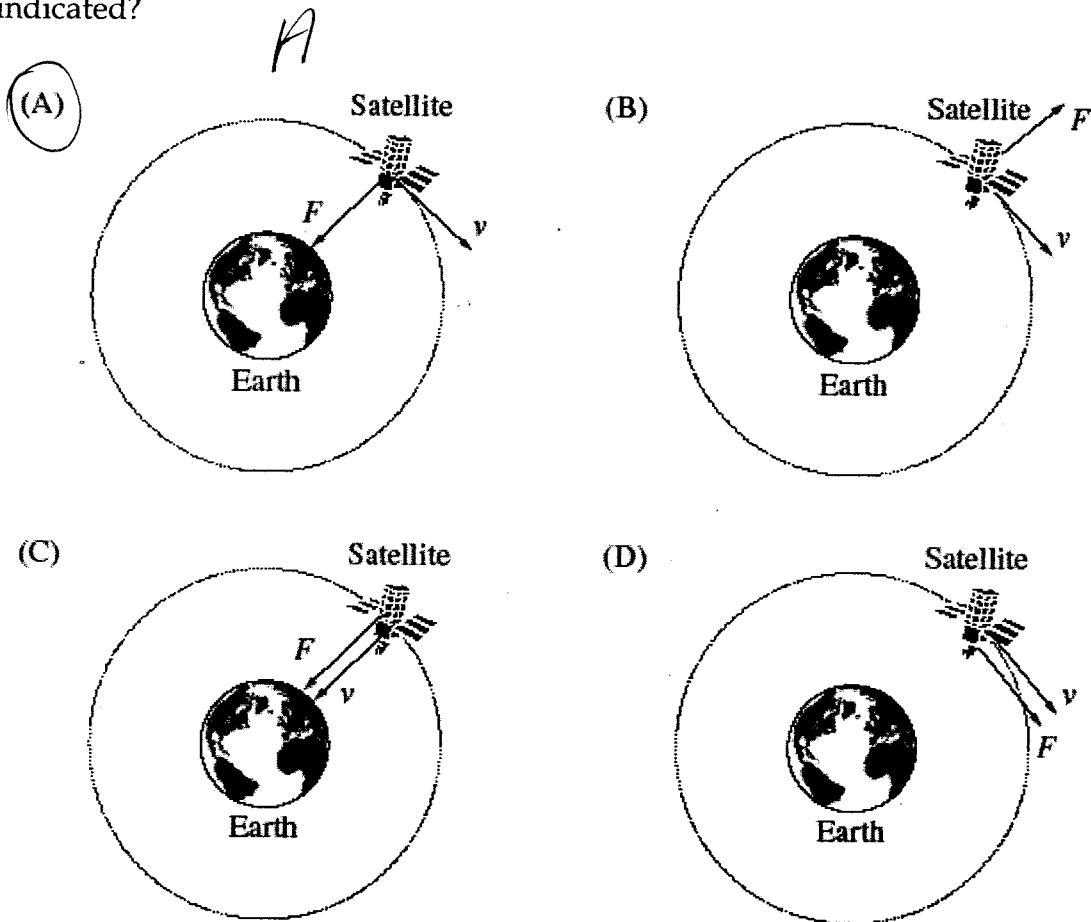 indicated?
A
(A)
Satellite
F
v
Earth
(B)
Satellite
F
v
Earth
(C)
Satellite
F
v
Earth
(D)
Satellite
v
F
Earth